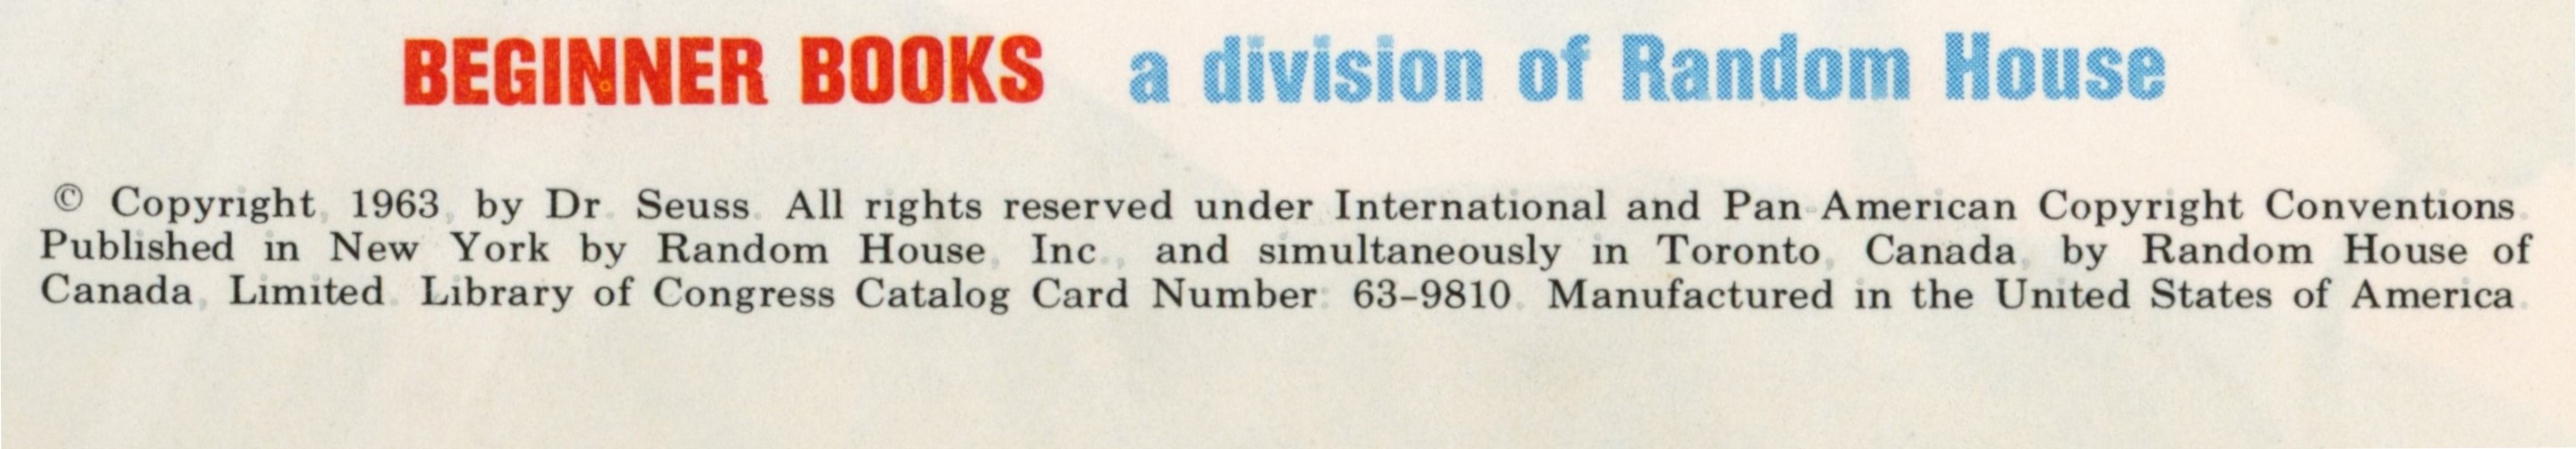 BEGINNER BOOKS a division of Random House
© Copyright, 1963, by Dr. Seuss. All rights reserved under International and Pan-American Copyright Conventions.
Published in New York by Random House, Inc., and simultaneously in Toronto, Canada, by Random House of
Canada, Limited. Library of Congress Catalog Card Number: 63-9810. Manufactured in the United States of America.